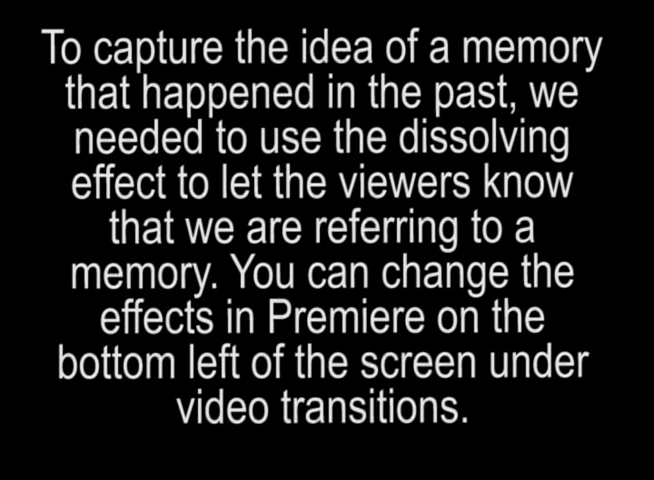 To capture the idea of a memory
that happened in the past, we
needed to use the dissolving
effect to let the viewers know
that we are referring to a
memory. You can change the
effects in Premiere on the
bottom left of the screen under
video transitions.